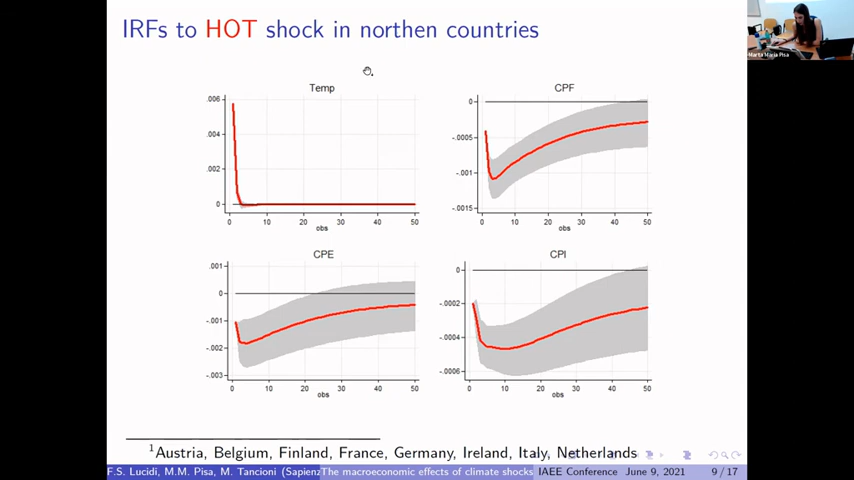 IRFs to HOT shock in northen countries
Marta Maria Pisa
Temp
.006
.004
.002
0
0 10 20 30 40 50
obs
CPF
0
-.0005
-.001
-.0015
0 10 20 30 40 50
obs
CPE
.001
0
-.001
-.002
-.003
0 10 20 30 40 50
obs
CPI
0
-.0002
-.0004
-.0006
0 10 20 30 40 50
obs
1Austria, Belgium, Finland, France, Germany, Ireland, Italy, Netherlands
F.S. Lucidi, M.M. Pisa, M. Tancioni (Sapienz The macroeconomic effects of climate shocks IAEE Conference June 9, 2021 9 / 17